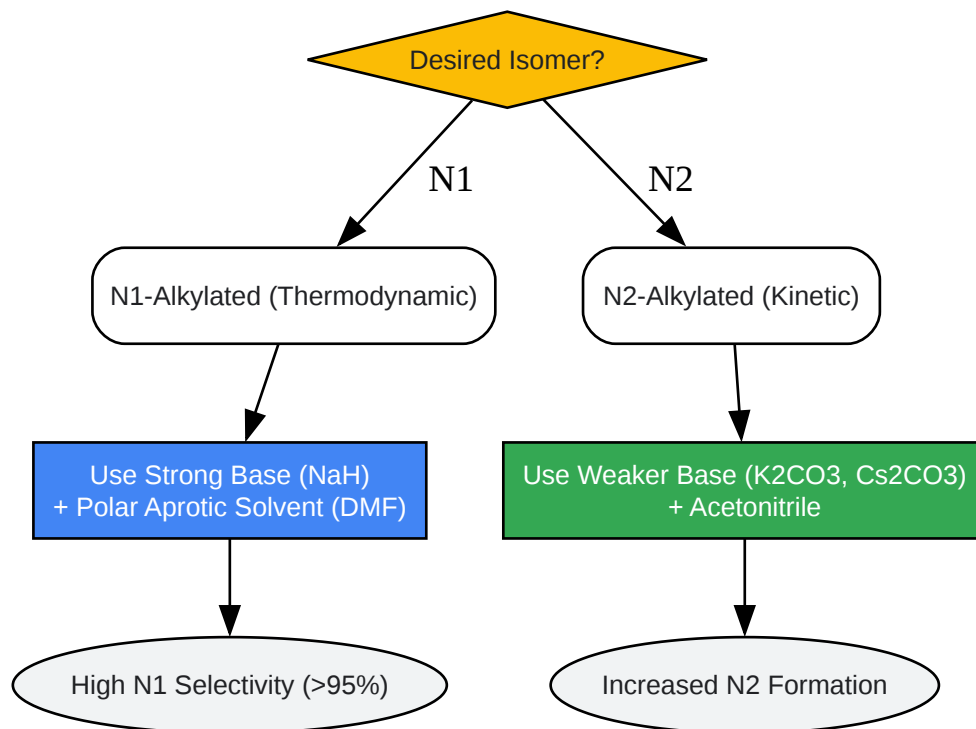 Desired Isomer?
N1
N2
N1-Alkylated (Thermodynamic)
N2-Alkylated (Kinetic)
Use Strong Base (NaH)
+ Polar Aprotic Solvent (DMF)
Use Weaker Base (K2CO3, Cs2CO3)
+ Acetonitrile
High N1 Selectivity (>95%)
Increased N2 Formation